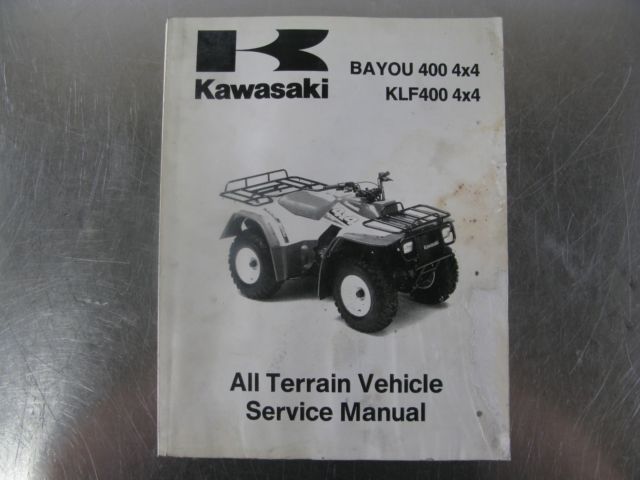 Kawasaki
BAYOU 400 4x4
KLF400 4x4
All Terrain Vehicle
Service Manual